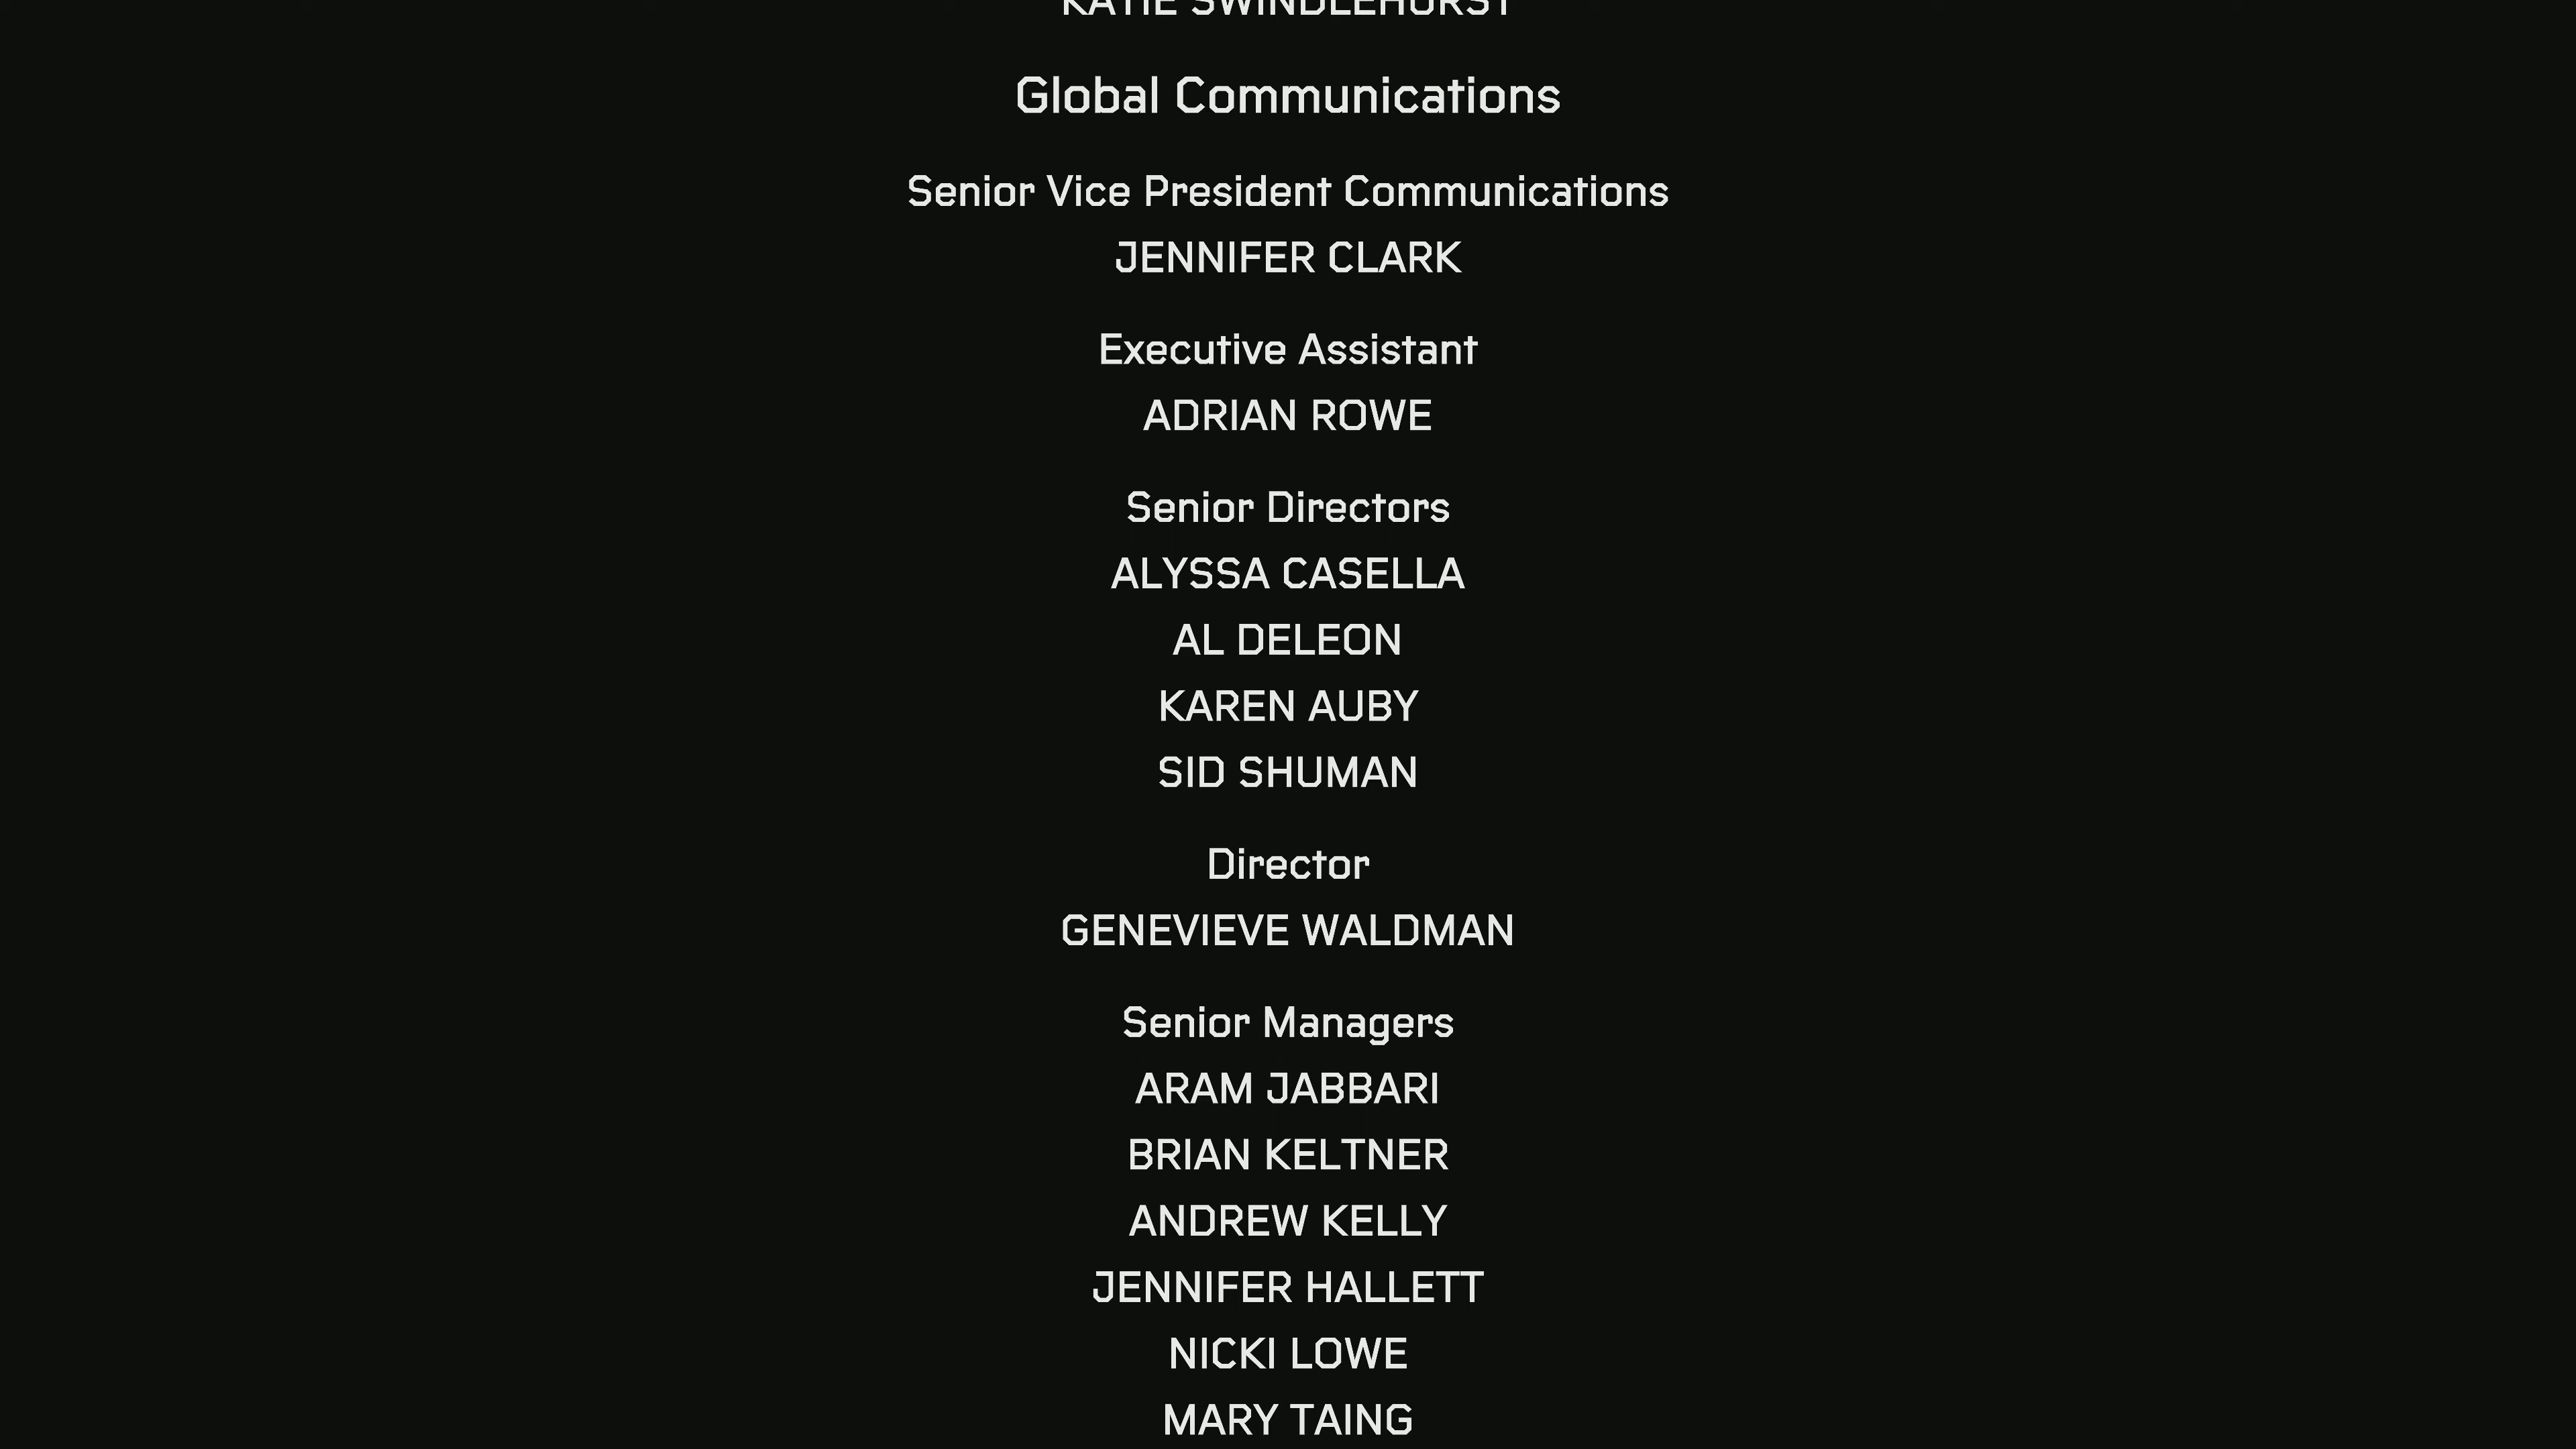 KATIE SWINDLEHURST
Global Communications
Senior Vice President Communications
JENNIFER CLARK
Executive Assistant
ADRIAN ROWE
Senior Directors
ALYSSA CASELLA
AL DELEON
KAREN AUBY
SID SHUMAN
Director
GENEVIEVE WALDMAN
Senior Managers
ARAM JABBARI
BRIAN KELTNER
ANDREW KELLY
JENNIFER HALLETT
NICKI LOWE
MARY TAING